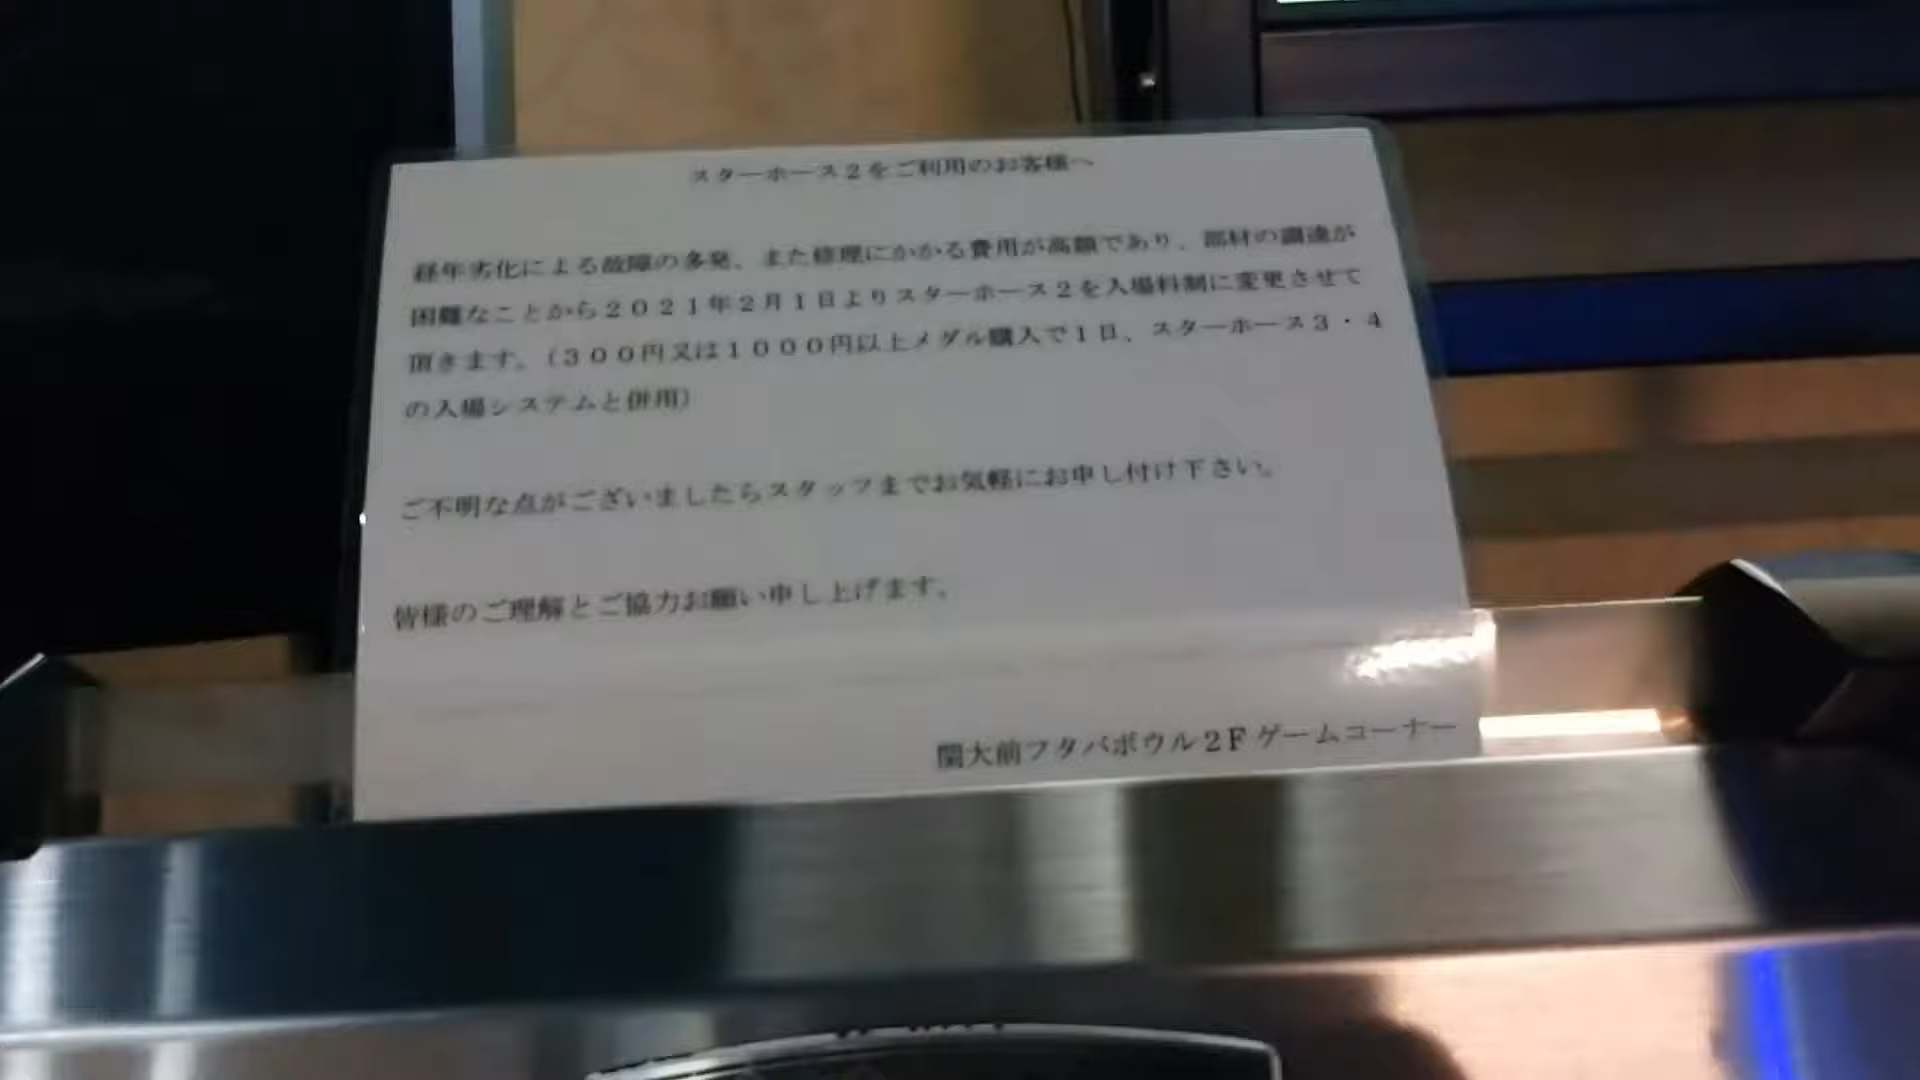 スターホース2をご利用のお客様へ
経年劣化による故障の多発、また修理にかかる費用が高額であり、部材の調達が
困難なことから2021年2月1日よりスターホース2を入場料制に変更させて
頂きます。(300円又は1000円以上メダル購入で1日、スターホース3・4
の入場システムと併用)
ご不明な点がございましたらスタッフまでお気軽にお申し付け下さい。
皆様のご理解とご協力お願い申し上げます。
関大前フタバボウル2Fゲームコーナー